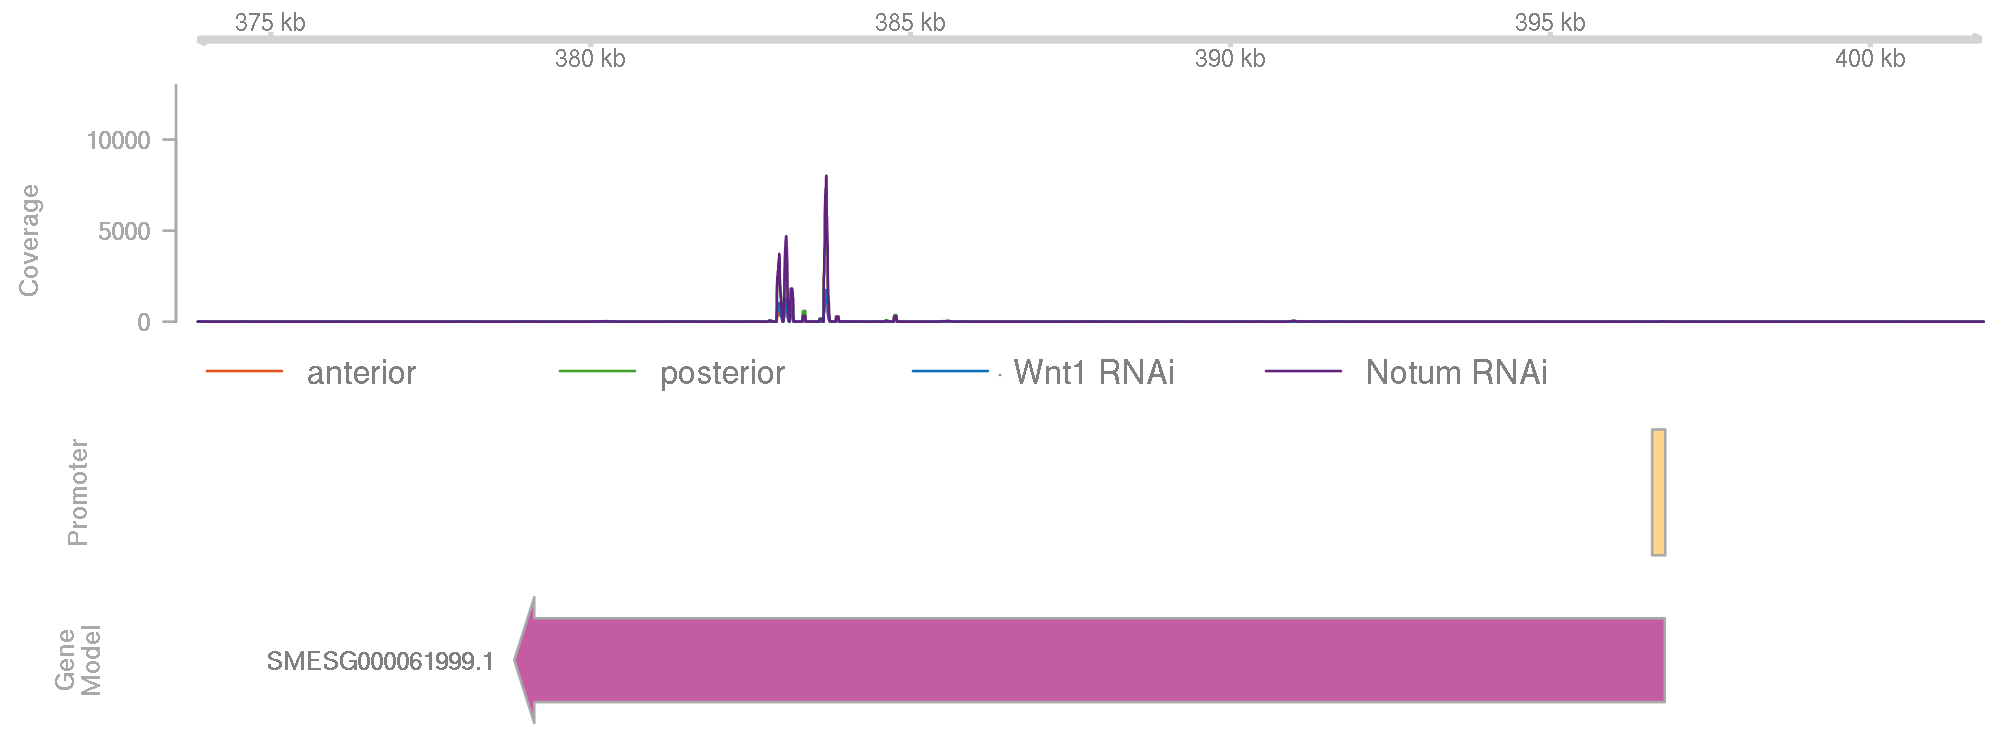 375 kb 385 kb 395 kb
380 kb 390 kb 400 kb
Coverage
10000
5000
0
anterior posterior Wnt1 RNAi Notum RNAi
Promoter
Gene
Model
SMESG000061999.1